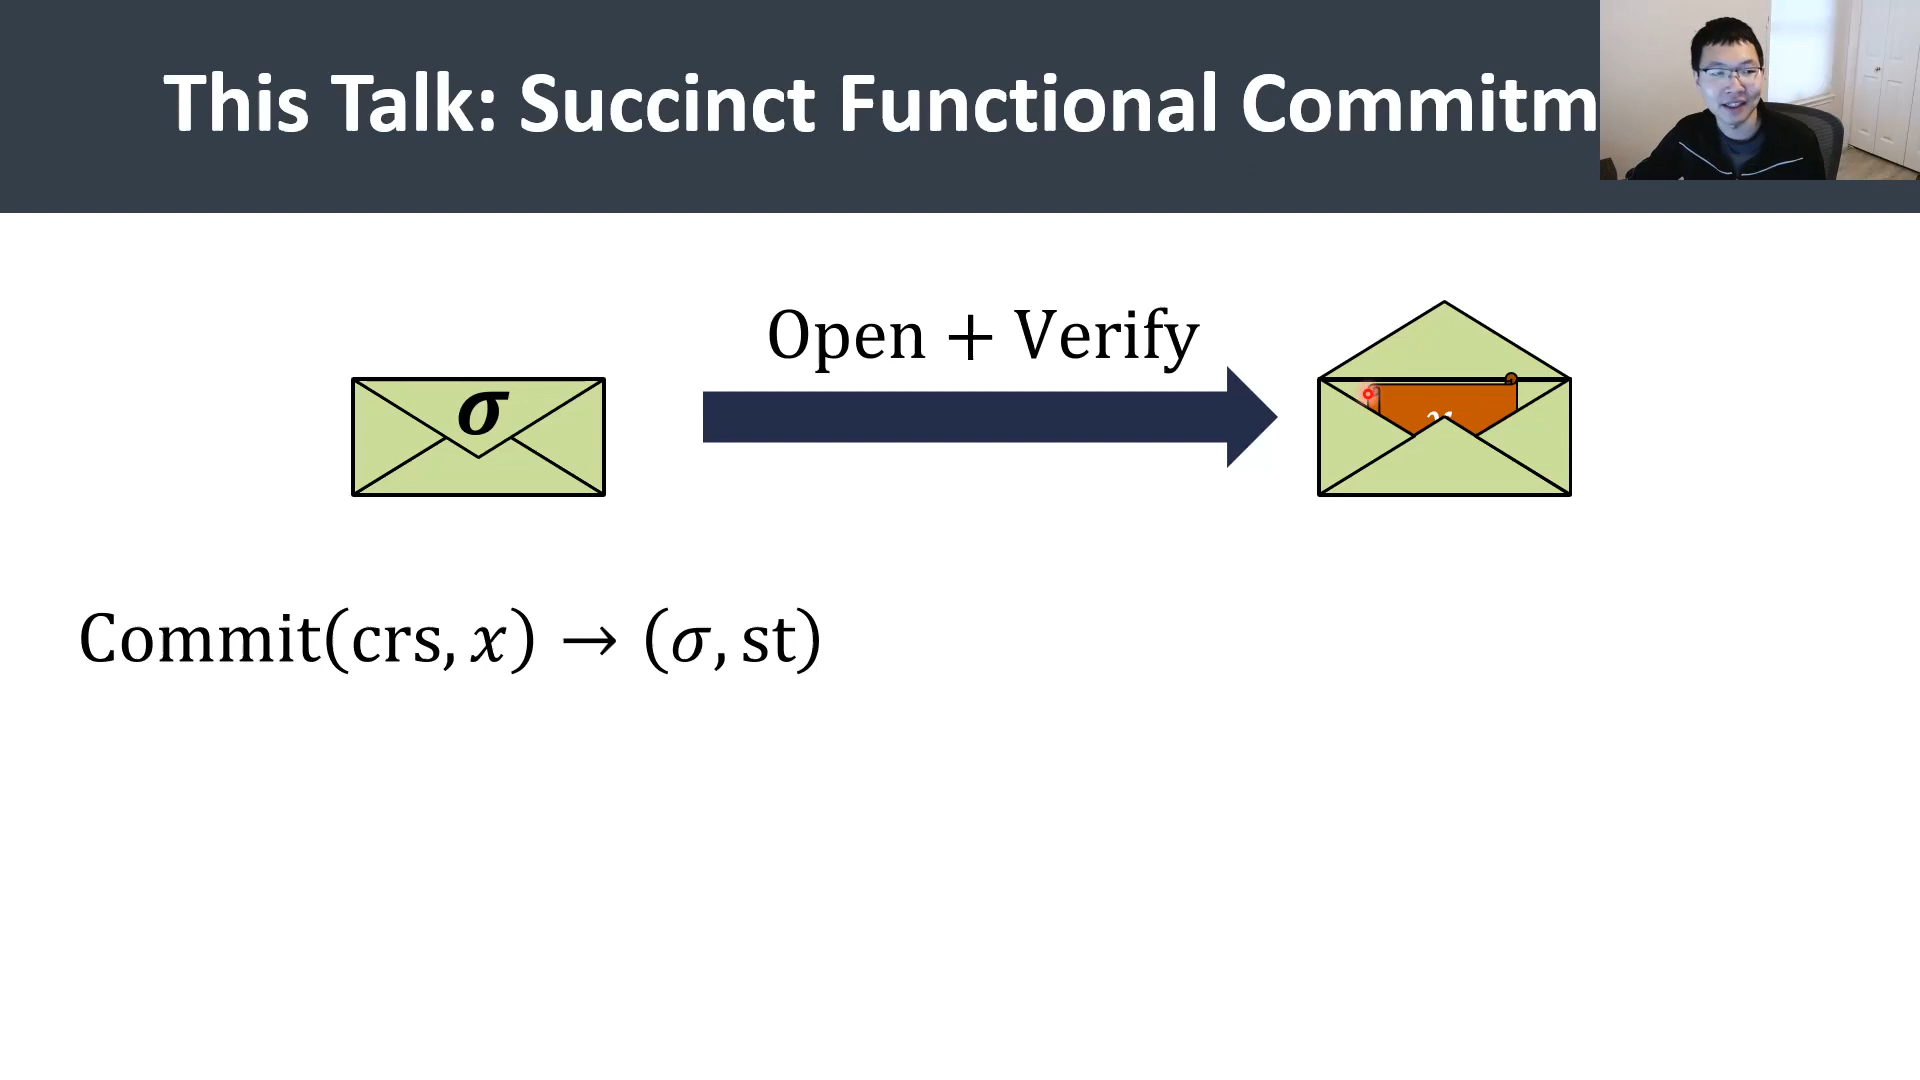 This Talk: Succinct Functional Commitm
Open + Verify
σ
Commit(crs, x) → (σ, st)